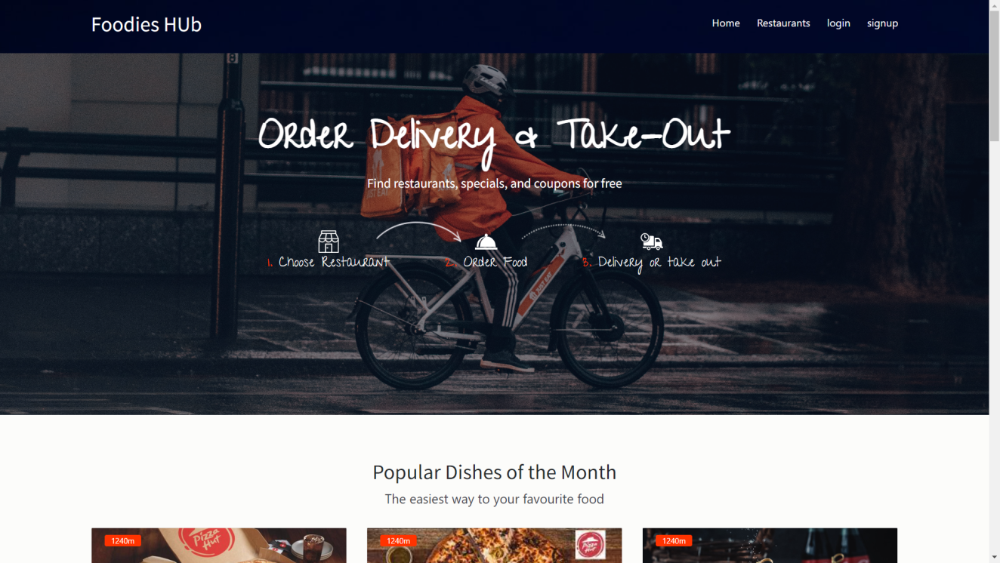 Foodies HUb
Home Restaurants login signup
Order Delivery & Take-Out
Find restaurants, specials, and coupons for free
1. Choose Restaurant 2. Order Food 3. Delivery or take out
JUST EAT
Popular Dishes of the Month
The easiest way to your favourite food
1240m 1240m 1240m
Pizza Hut